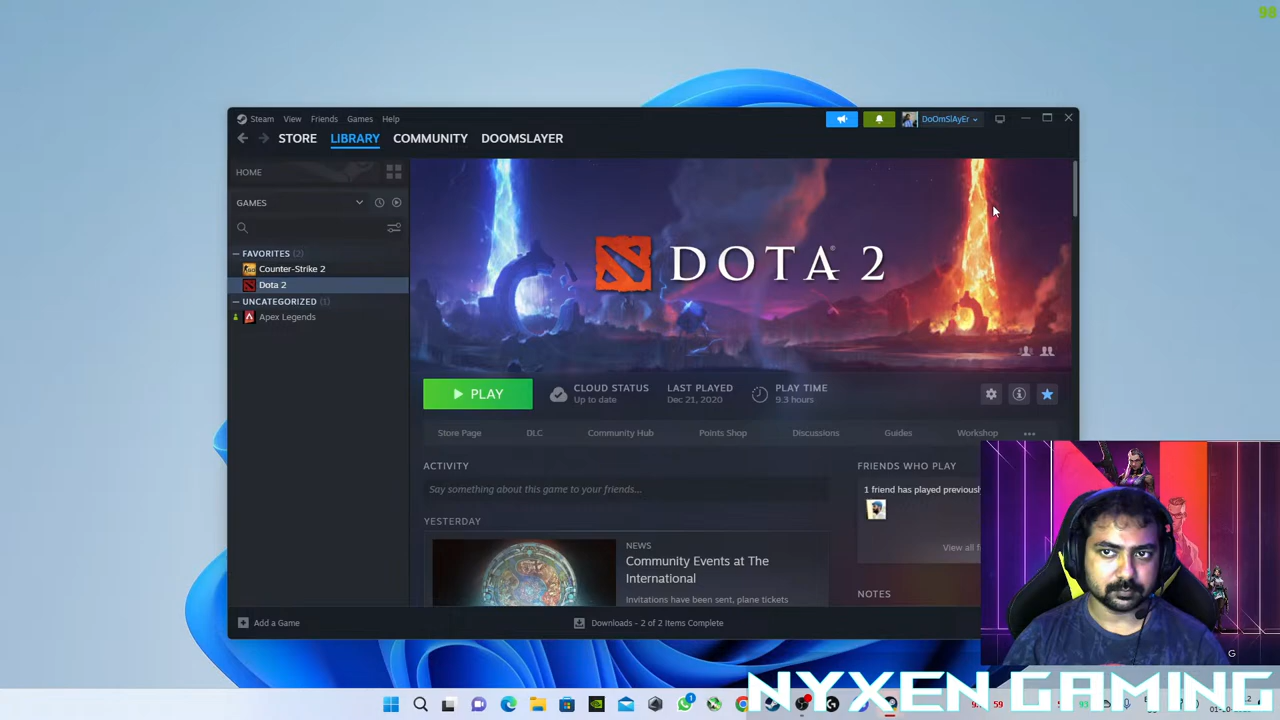 98
Steam View Friends Games Help
DoOmSlAyEr
STORE LIBRARY COMMUNITY DOOMSLAYER
HOME
GAMES
FAVORITES (2)
Counter-Strike 2
Dota 2
UNCATEGORIZED (1)
Apex Legends
DOTA 2
PLAY
CLOUD STATUS
Up to date
LAST PLAYED
Dec 21, 2020
PLAY TIME
9.3 hours
Store Page DLC Community Hub Points Shop Discussions Guides Workshop
ACTIVITY
Say something about this game to your friends...
YESTERDAY
NEWS
Community Events at The
International
Invitations have been sent, plane tickets
FRIENDS WHO PLAY
1 friend has played previously
View all
NOTES
Add a Game
Downloads - 2 of 2 Items Complete
G
1
NYXEN GAMING